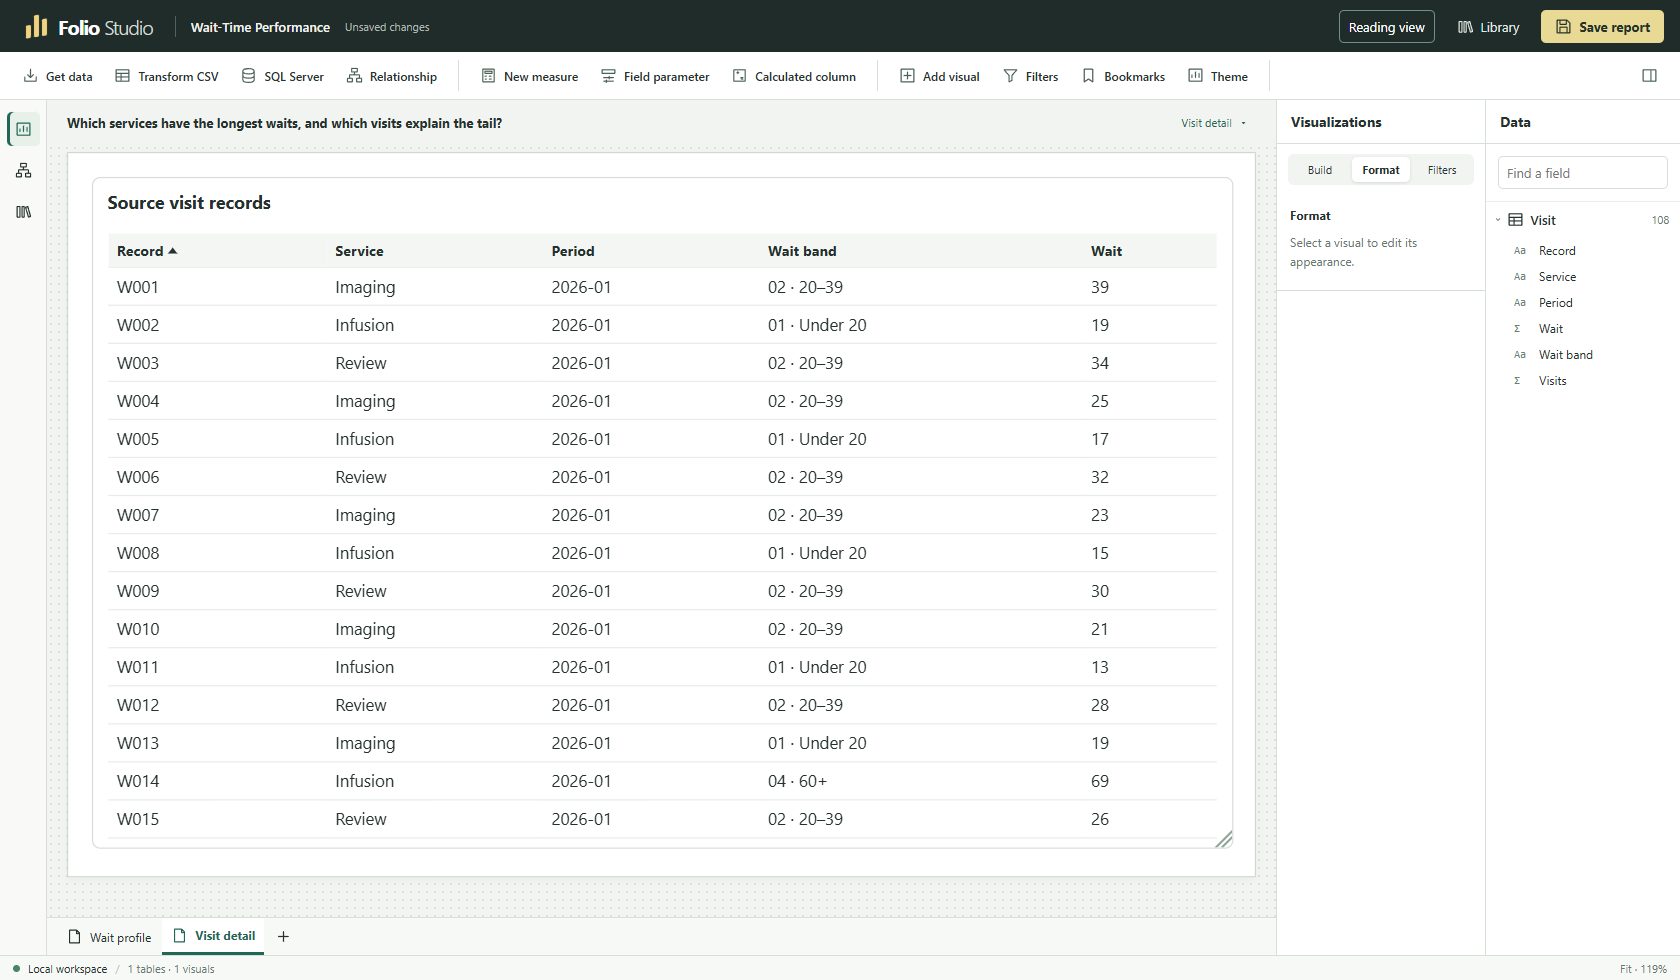 Folio Studio
Wait-Time Performance
Unsaved changes
Reading view
Library
Save report
Get data
Transform CSV
SQL Server
Relationship
New measure
Field parameter
Calculated column
Add visual
Filters
Bookmarks
Theme
Which services have the longest waits, and which visits explain the tail?
Visit detail
Source visit records
Record Service Period Wait band Wait
W001 Imaging 2026-01 02 · 20–39 39
W002 Infusion 2026-01 01 · Under 20 19
W003 Review 2026-01 02 · 20–39 34
W004 Imaging 2026-01 02 · 20–39 25
W005 Infusion 2026-01 01 · Under 20 17
W006 Review 2026-01 02 · 20–39 32
W007 Imaging 2026-01 02 · 20–39 23
W008 Infusion 2026-01 01 · Under 20 15
W009 Review 2026-01 02 · 20–39 30
W010 Imaging 2026-01 02 · 20–39 21
W011 Infusion 2026-01 01 · Under 20 13
W012 Review 2026-01 02 · 20–39 28
W013 Imaging 2026-01 01 · Under 20 19
W014 Infusion 2026-01 04 · 60+ 69
W015 Review 2026-01 02 · 20–39 26
Visualizations
Build
Format
Filters
Format
Select a visual to edit its
appearance.
Data
Find a field
Visit 108
Aa Record
Aa Service
Aa Period
Σ Wait
Aa Wait band
Σ Visits
Wait profile
Visit detail
+
Local workspace / 1 tables · 1 visuals
Fit · 119%